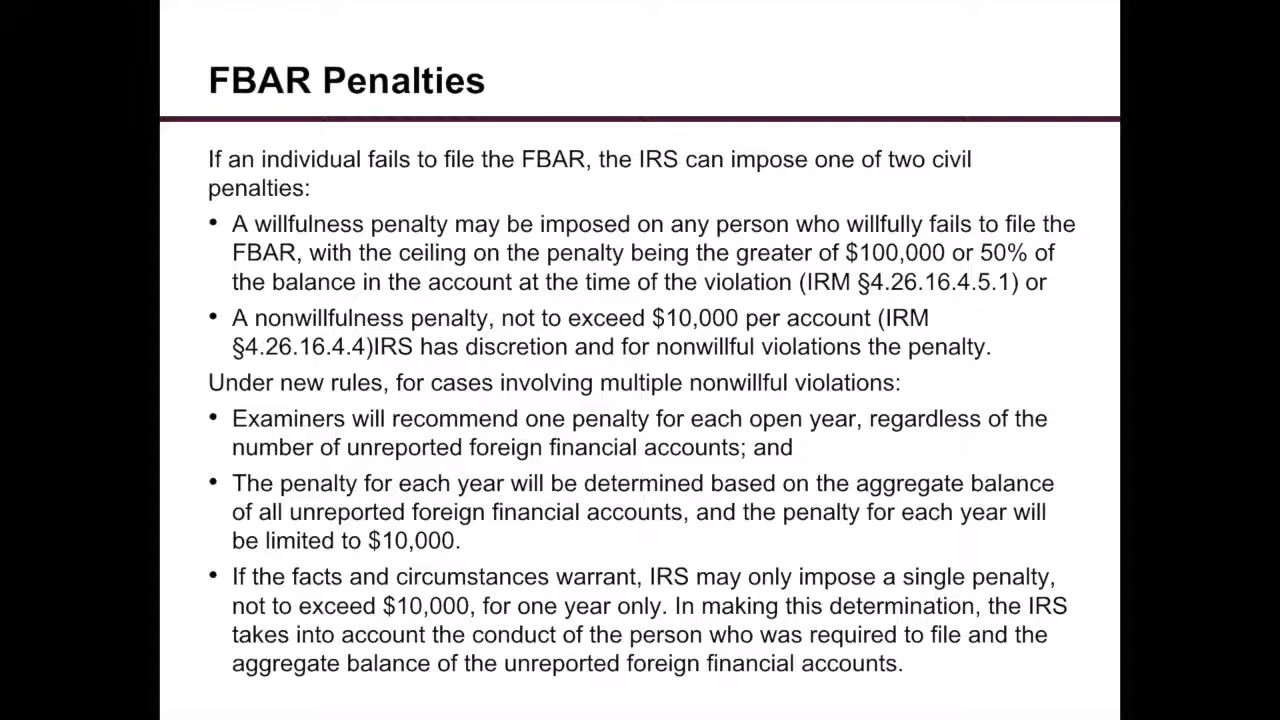 FBAR Penalties
If an individual fails to file the FBAR, the IRS can impose one of two civil
penalties:
• A willfulness penalty may be imposed on any person who willfully fails to file the
FBAR, with the ceiling on the penalty being the greater of $100,000 or 50% of
the balance in the account at the time of the violation (IRM §4.26.16.4.5.1) or
• A nonwillfulness penalty, not to exceed $10,000 per account (IRM
§4.26.16.4.4)IRS has discretion and for nonwillful violations the penalty.
Under new rules, for cases involving multiple nonwillful violations:
• Examiners will recommend one penalty for each open year, regardless of the
number of unreported foreign financial accounts; and
• The penalty for each year will be determined based on the aggregate balance
of all unreported foreign financial accounts, and the penalty for each year will
be limited to $10,000.
• If the facts and circumstances warrant, IRS may only impose a single penalty,
not to exceed $10,000, for one year only. In making this determination, the IRS
takes into account the conduct of the person who was required to file and the
aggregate balance of the unreported foreign financial accounts.